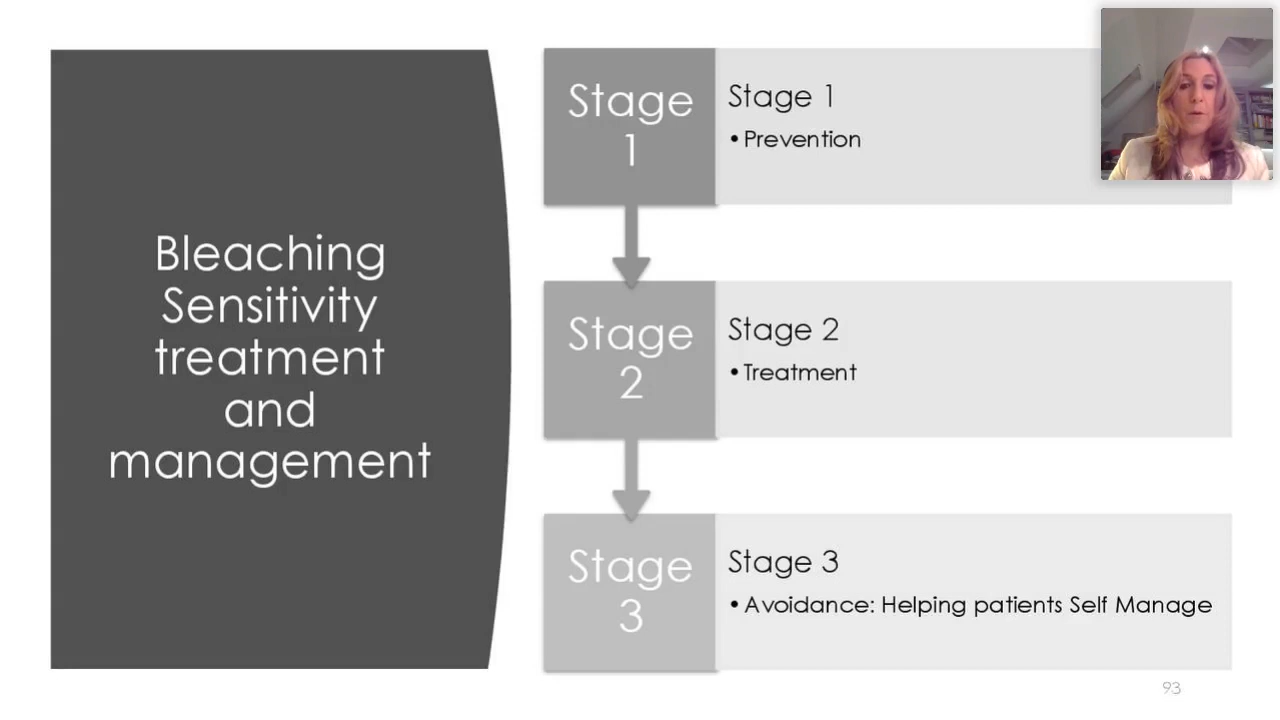 Bleaching
Sensitivity
treatment
and
management
Stage
1
Stage 1
• Prevention
Stage
2
Stage 2
• Treatment
Stage
3
Stage 3
• Avoidance: Helping patients Self Manage
93